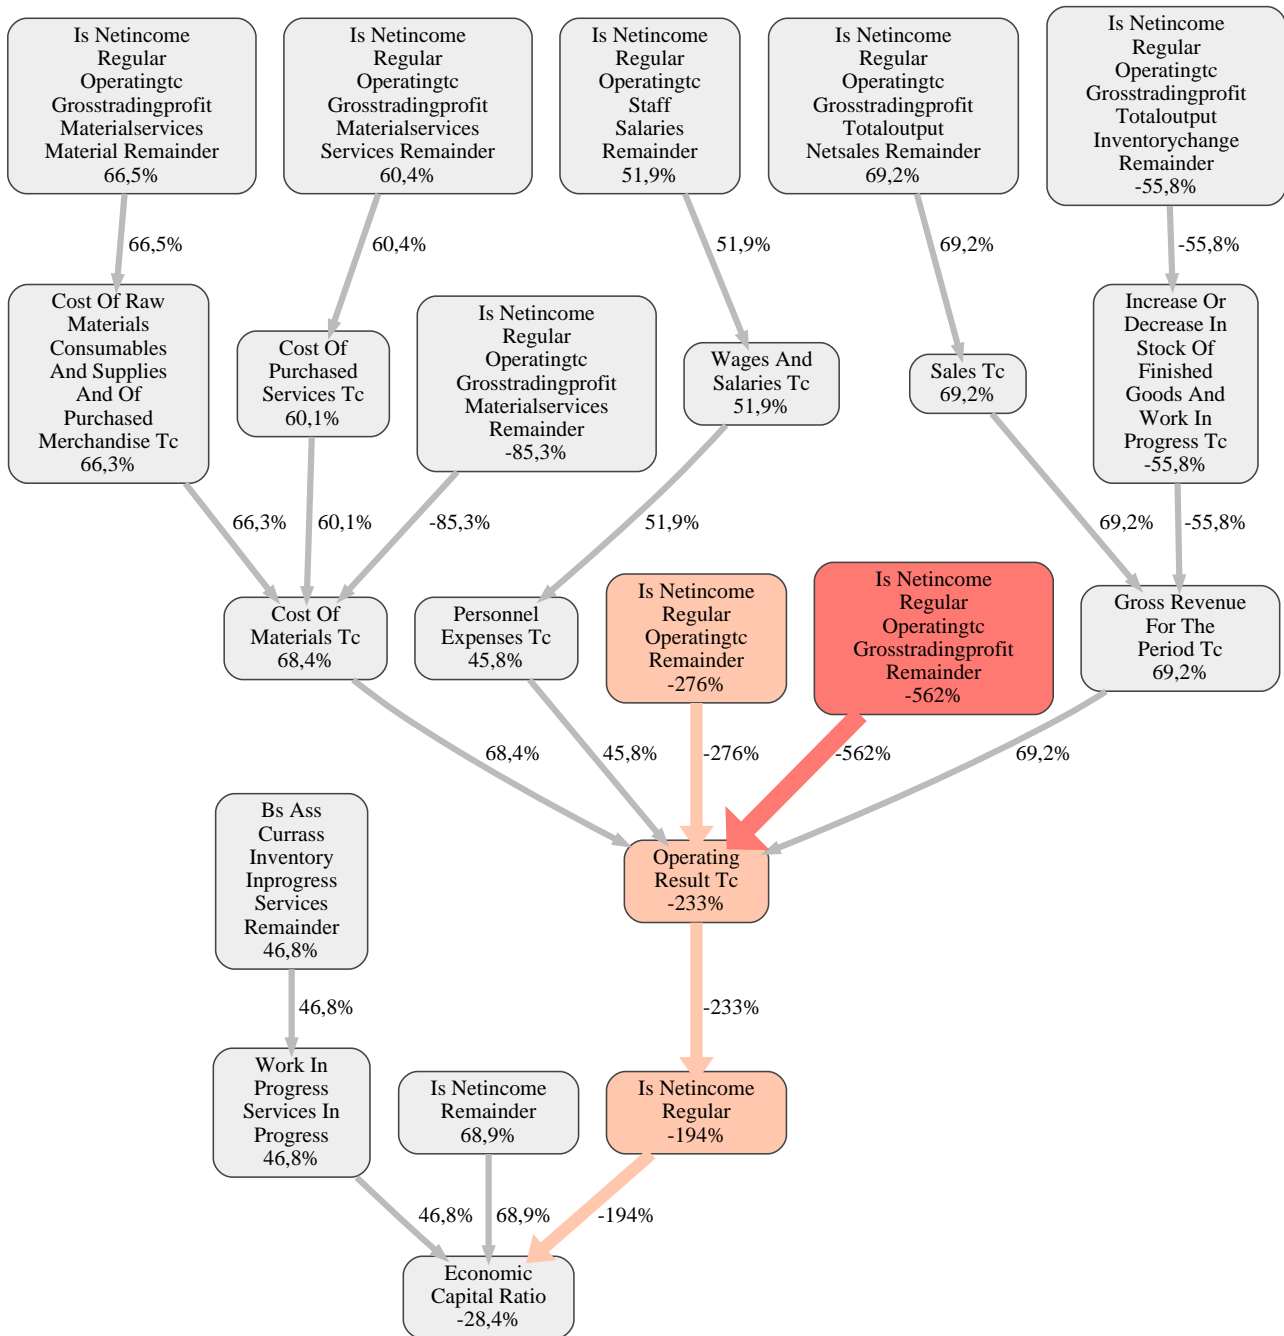 Is Netincome
Regular
Operatingtc
Grosstradingprofit
Materialservices
Material Remainder
66,5%
Is Netincome
Regular
Operatingtc
Grosstradingprofit
Materialservices
Services Remainder
60,4%
Is Netincome
Regular
Operatingtc
Staff
Salaries
Remainder
51,9%
Is Netincome
Regular
Operatingtc
Grosstradingprofit
Totaloutput
Netsales Remainder
69,2%
Is Netincome
Regular
Operatingtc
Grosstradingprofit
Totaloutput
Inventorychange
Remainder
-55,8%
66,5%
60,4%
51,9%
69,2%
-55,8%
Cost Of Raw
Materials
Consumables
And Supplies
And Of
Purchased
Merchandise Tc
66,3%
Cost Of
Purchased
Services Tc
60,1%
Is Netincome
Regular
Operatingtc
Grosstradingprofit
Materialservices
Remainder
-85,3%
Wages And
Salaries Tc
51,9%
Sales Tc
69,2%
Increase Or
Decrease In
Stock Of
Finished
Goods And
Work In
Progress Tc
-55,8%
66,3%
60,1%
-85,3%
51,9%
69,2%
-55,8%
Cost Of
Materials Tc
68,4%
Personnel
Expenses Tc
45,8%
Is Netincome
Regular
Operatingtc
Remainder
-276%
Is Netincome
Regular
Operatingtc
Grosstradingprofit
Remainder
-562%
Gross Revenue
For The
Period Tc
69,2%
68,4%
45,8%
-276%
-562%
69,2%
Bs Ass
Currass
Inventory
Inprogress
Services
Remainder
46,8%
Operating
Result Tc
-233%
46,8%
-233%
Work In
Progress
Services In
Progress
46,8%
Is Netincome
Remainder
68,9%
Is Netincome
Regular
-194%
46,8%
68,9%
-194%
Economic
Capital Ratio
-28,4%